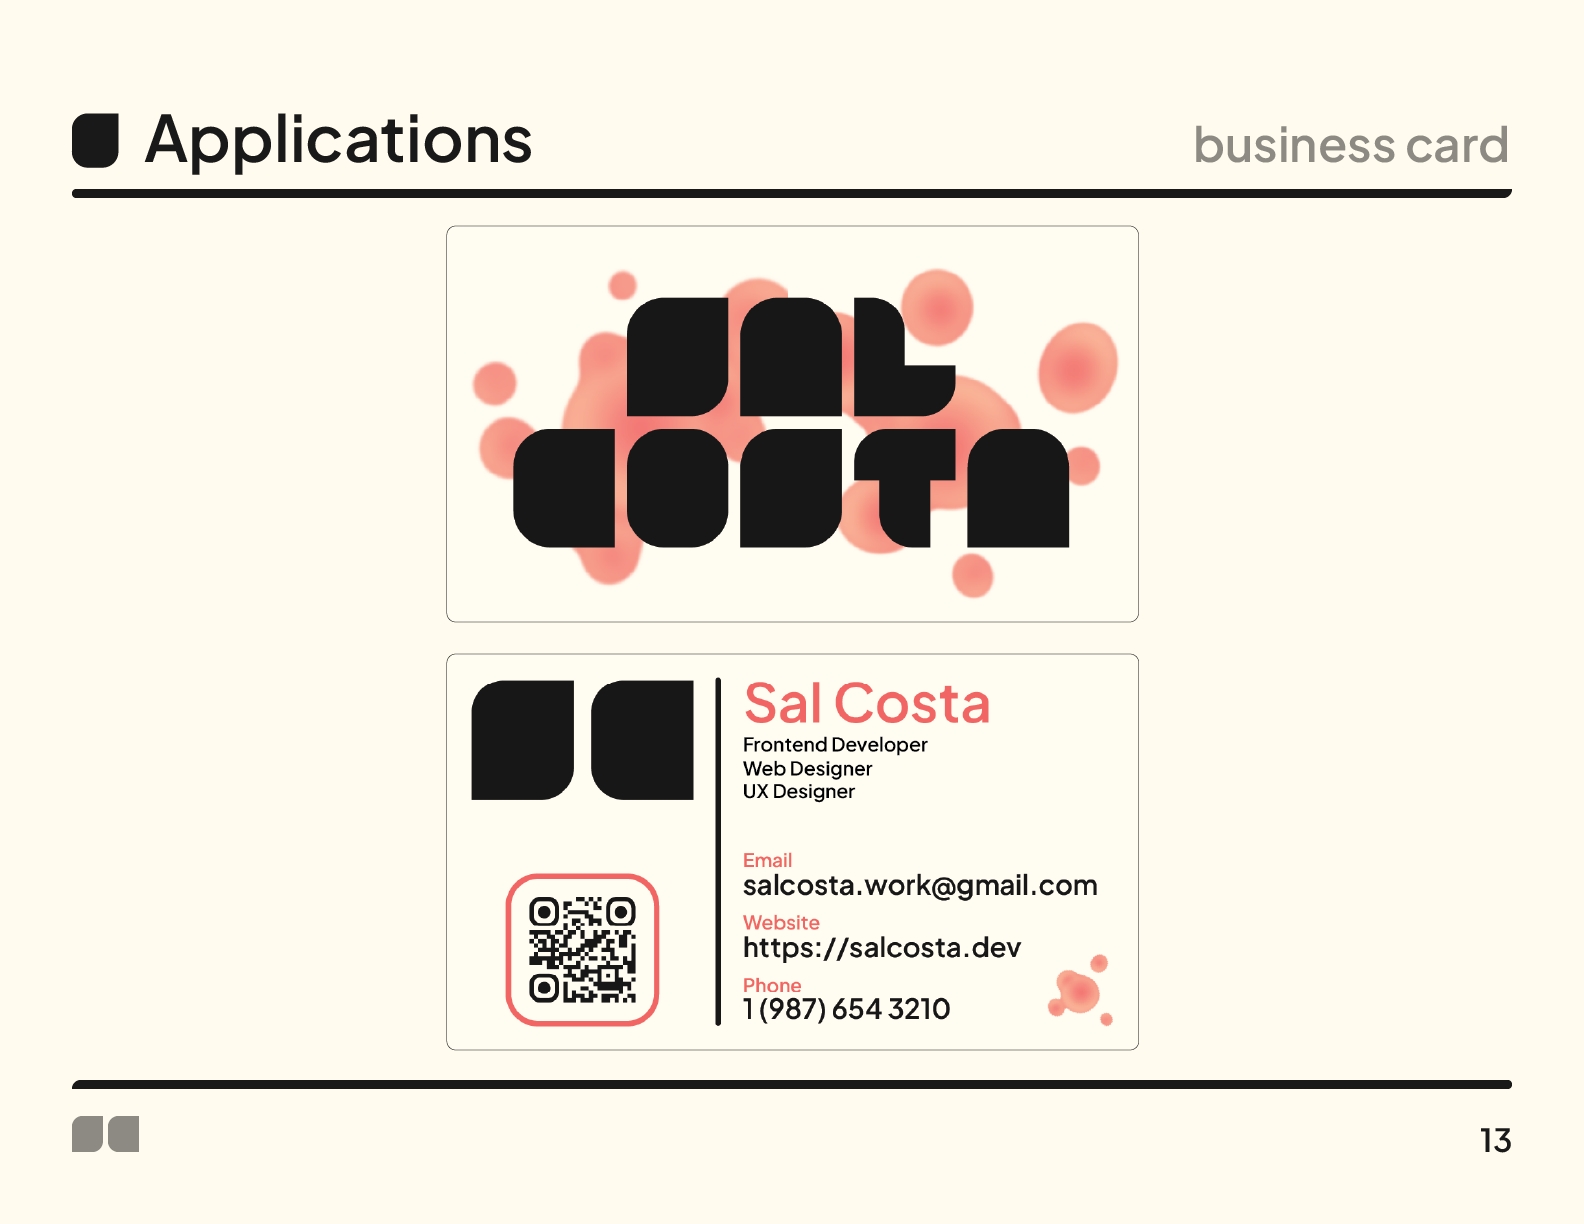 Applications
business card
SAL
COSTA
Sal Costa
Frontend Developer
Web Designer
UX Designer
Email
salcosta.work@gmail.com
Website
https://salcosta.dev
Phone
1 (987) 654 3210
13